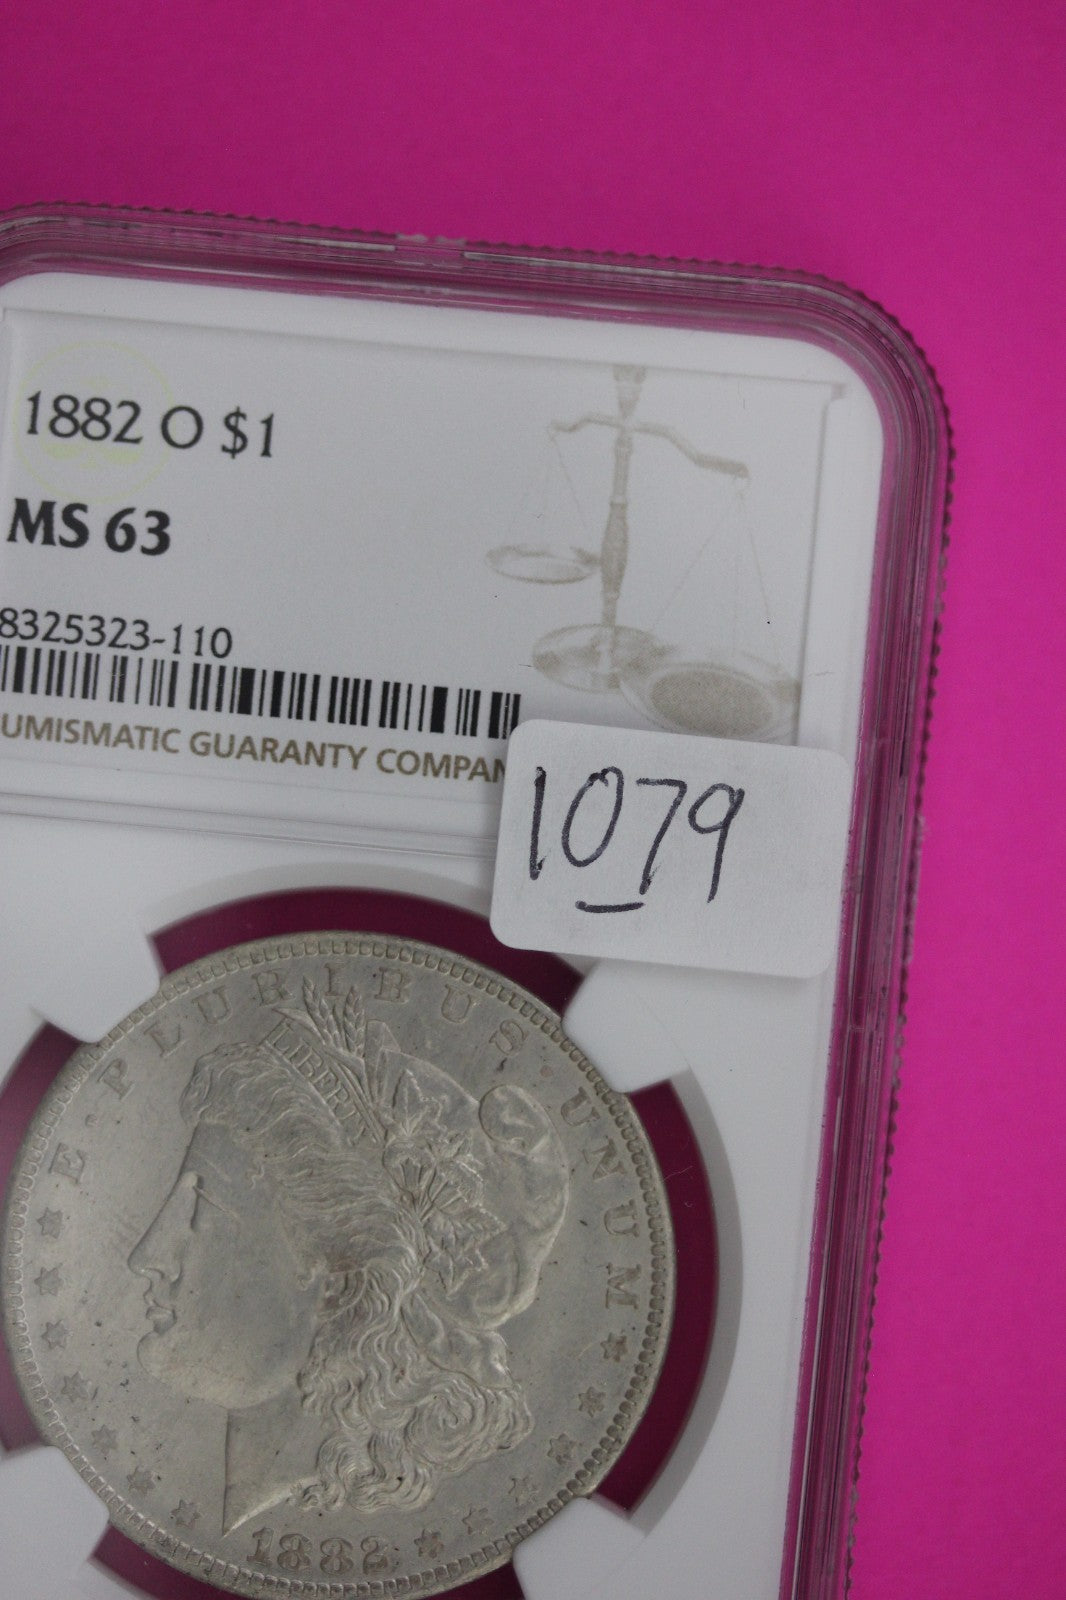 1882 O $1
MS 63
8325323-110
UMISMATIC GUARANTY COMPAN
1079
E · PLURIBUS · UNUM
LIBERTY
1882